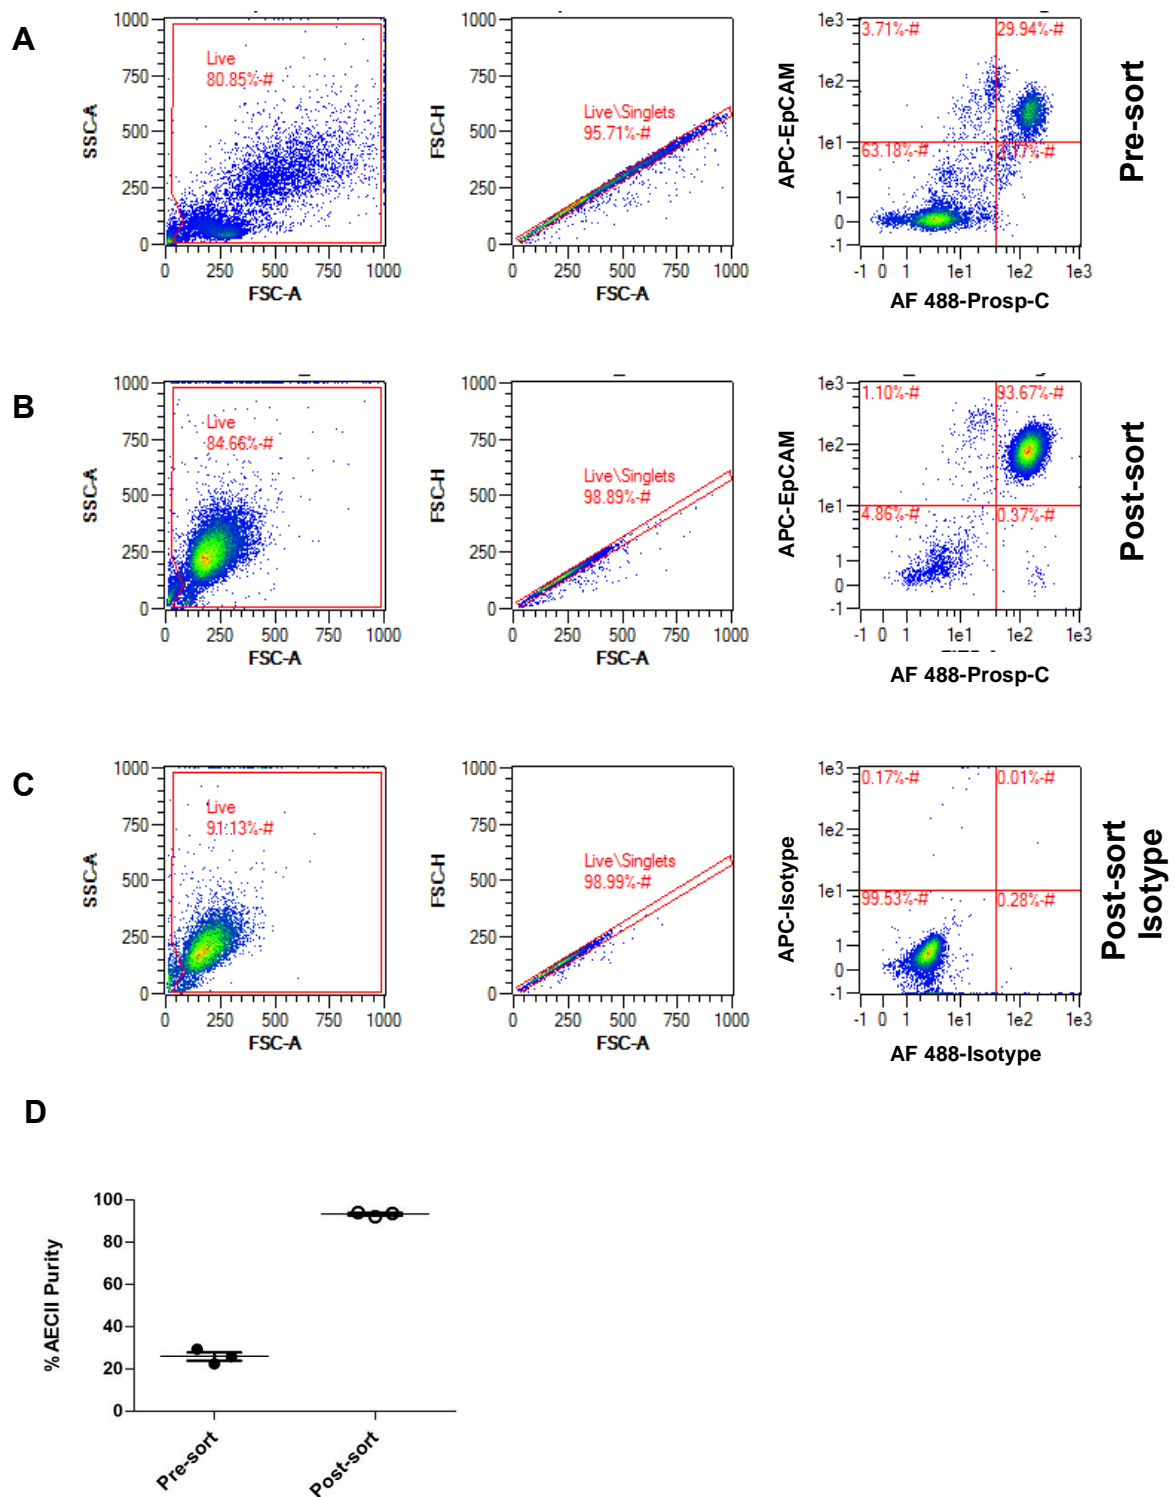 A
1000
750
500
250
0
SSC-A
Live
80.85%-#
0 250 500 750 1000
FSC-A
1000
750
500
250
0
FSC-H
Live\Singlets
95.71%-#
0 250 500 750 1000
FSC-A
1e3
1e2
1e1
1
0
-1
APC-EpCAM
3.71%-# 29.94%-#
63.18%-#
-1 0 1 1e1 1e2 1e3
AF 488-Prosp-C
Pre-sort
B
1000
750
500
250
0
SSC-A
Live
84.66%-#
0 250 500 750 1000
FSC-A
1000
750
500
250
0
FSC-H
Live\Singlets
98.89%-#
0 250 500 750 1000
FSC-A
1e3
1e2
1e1
1
0
-1
APC-EpCAM
1.10%-# 93.67%-#
4.86%-# 0.37%-#
-1 0 1 1e1 1e2 1e3
AF 488-Prosp-C
Post-sort
C
1000
750
500
250
0
SSC-A
Live
91.13%-#
0 250 500 750 1000
FSC-A
1000
750
500
250
0
FSC-H
Live\Singlets
98.99%-#
0 250 500 750 1000
FSC-A
1e3
1e2
1e1
1
0
-1
APC-Isotype
0.17%-# 0.01%-#
99.53%-# 0.28%-#
-1 0 1 1e1 1e2 1e3
AF 488-Isotype
Post-sort
Isotype
D
100
80
60
40
20
0
% AECII Purity
Pre-sort
Post-sort